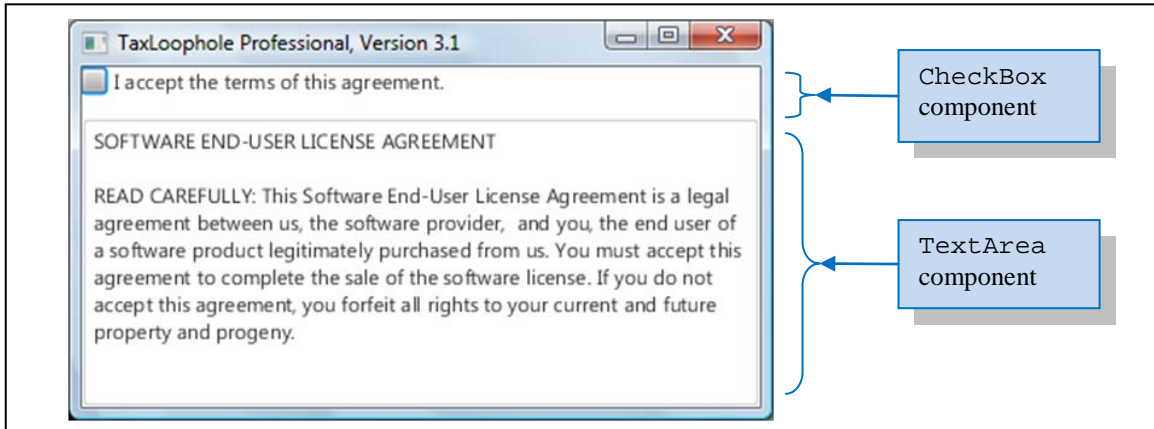 TaxLoophole Professional, Version 3.1
I accept the terms of this agreement.
SOFTWARE END-USER LICENSE AGREEMENT
READ CAREFULLY: This Software End-User License Agreement is a legal
agreement between us, the software provider,  and you, the end user of
a software product legitimately purchased from us. You must accept this
agreement to complete the sale of the software license. If you do not
accept this agreement, you forfeit all rights to your current and future
property and progeny.
CheckBox
component
TextArea
component